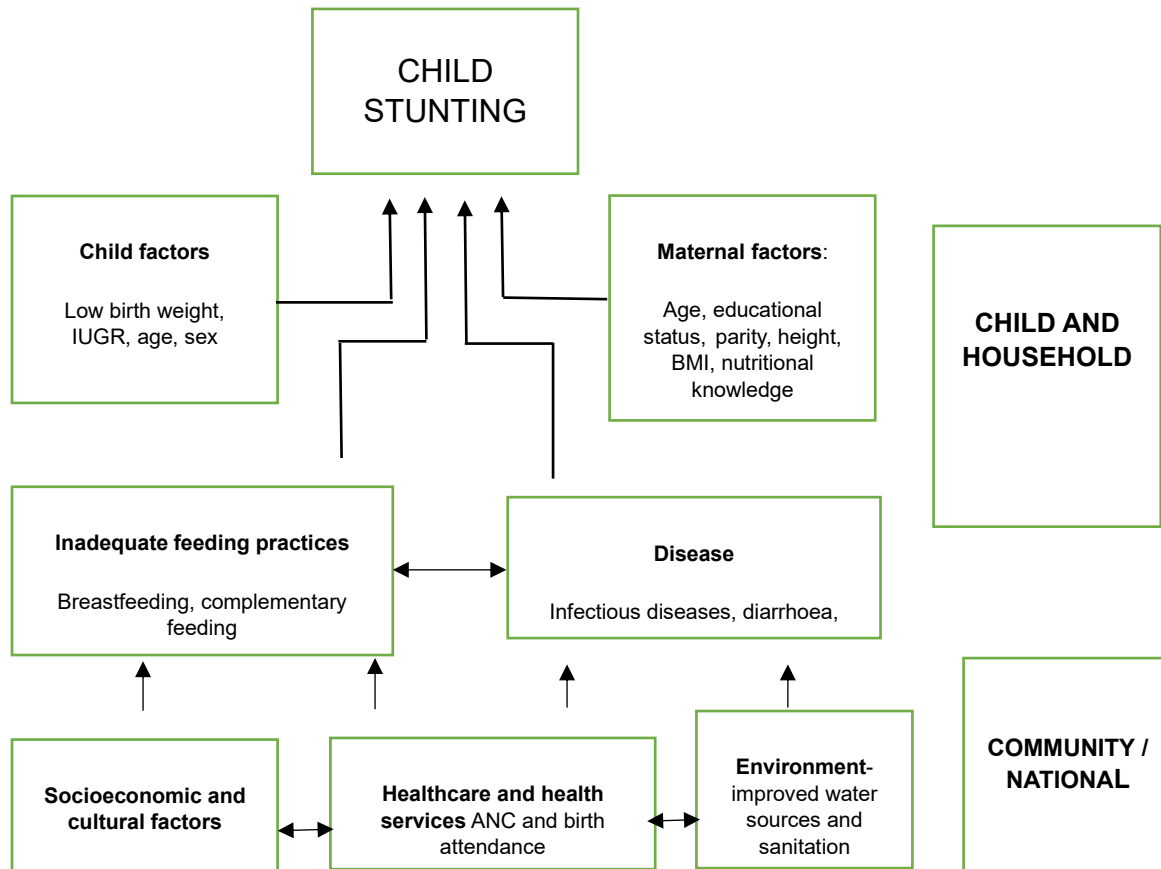 CHILD
STUNTING
Child factors
Low birth weight,
IUGR, age, sex
Maternal factors:
Age, educational
status, parity, height,
BMI, nutritional
knowledge
CHILD AND
HOUSEHOLD
Inadequate feeding practices
Breastfeeding, complementary
feeding
Disease
Infectious diseases, diarrhoea,
Socioeconomic and
cultural factors
Healthcare and health
services ANC and birth
attendance
Environment-
improved water
sources and
sanitation
COMMUNITY /
NATIONAL